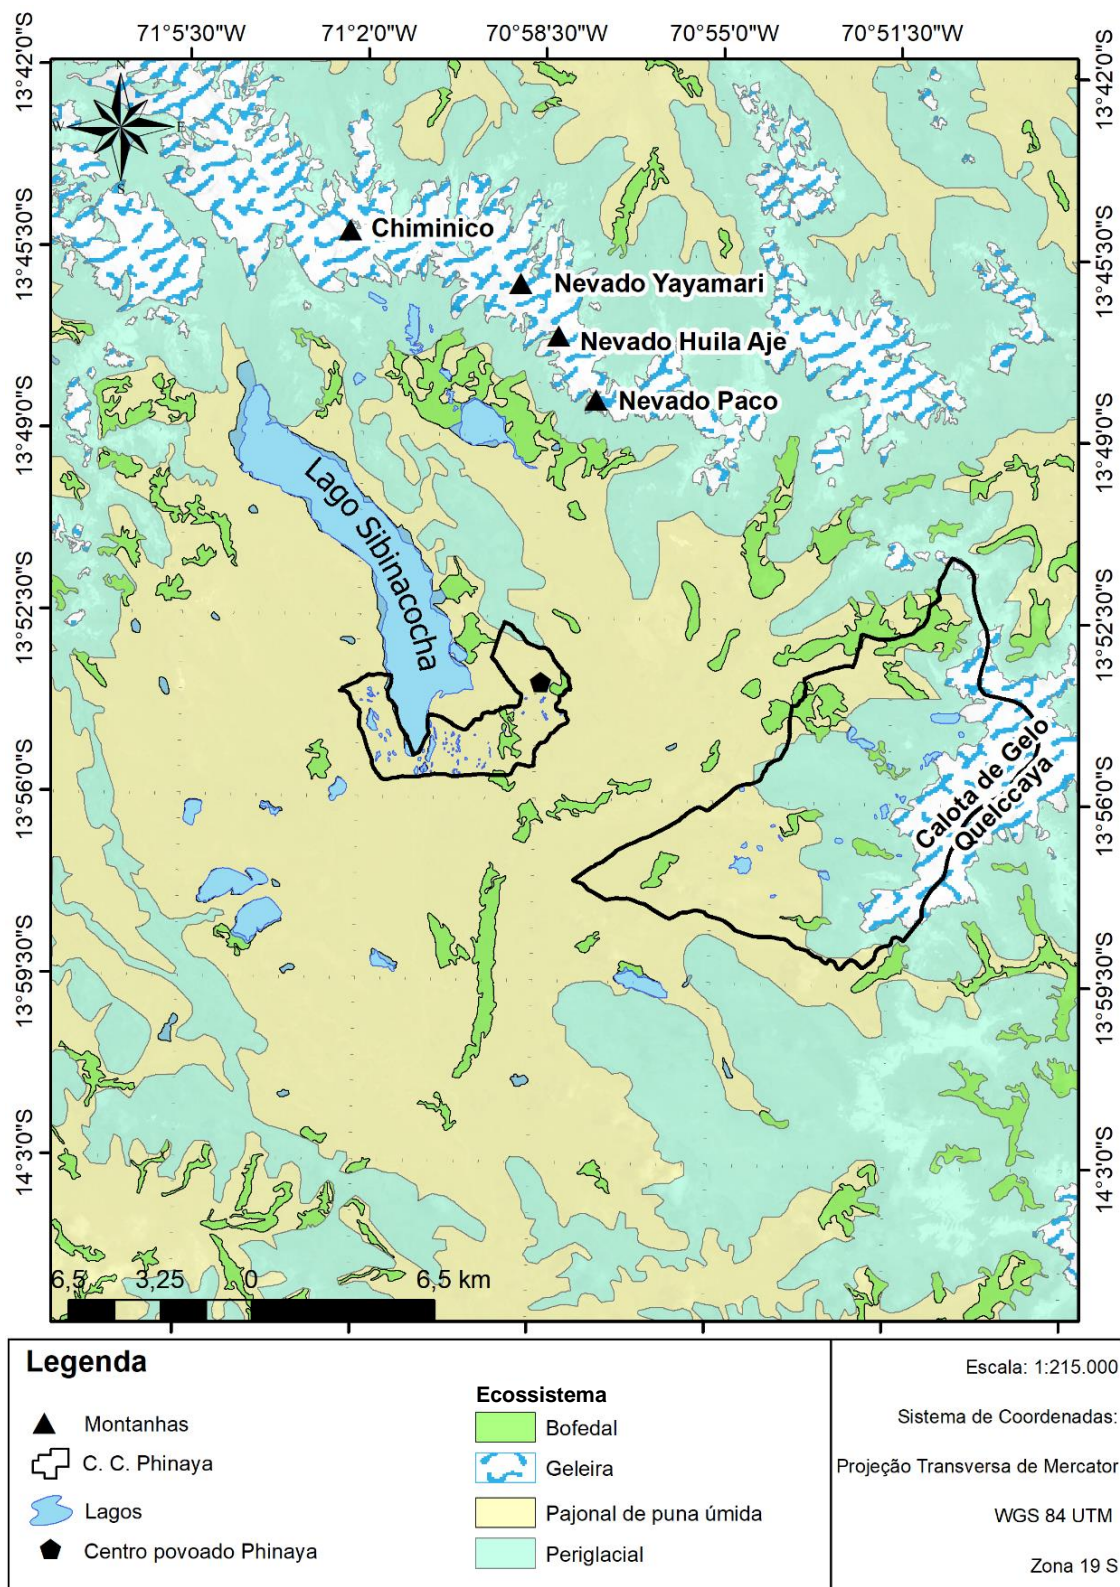 71°5'30"W 71°2'0"W 70°58'30"W 70°55'0"W 70°51'30"W
13°42'0"S
13°45'30"S
13°49'0"S
13°52'30"S
13°56'0"S
13°59'30"S
14°3'0"S
13°42'0"S
13°45'30"S
13°49'0"S
13°52'30"S
13°56'0"S
13°59'30"S
14°3'0"S
N
W E
S
Chiminico
Nevado Yayamari
Nevado Huila Aje
Nevado Paco
Lago Sibinacocha
Calota de Gelo
Quelccaya
6,5 3,25 0 6,5 km
Legenda
Montanhas
C. C. Phinaya
Lagos
Centro povoado Phinaya
Ecossistema
Bofedal
Geleira
Pajonal de puna úmida
Periglacial
Escala: 1:215.000
Sistema de Coordenadas:
Projeção Transversa de Mercator
WGS 84 UTM
Zona 19 S